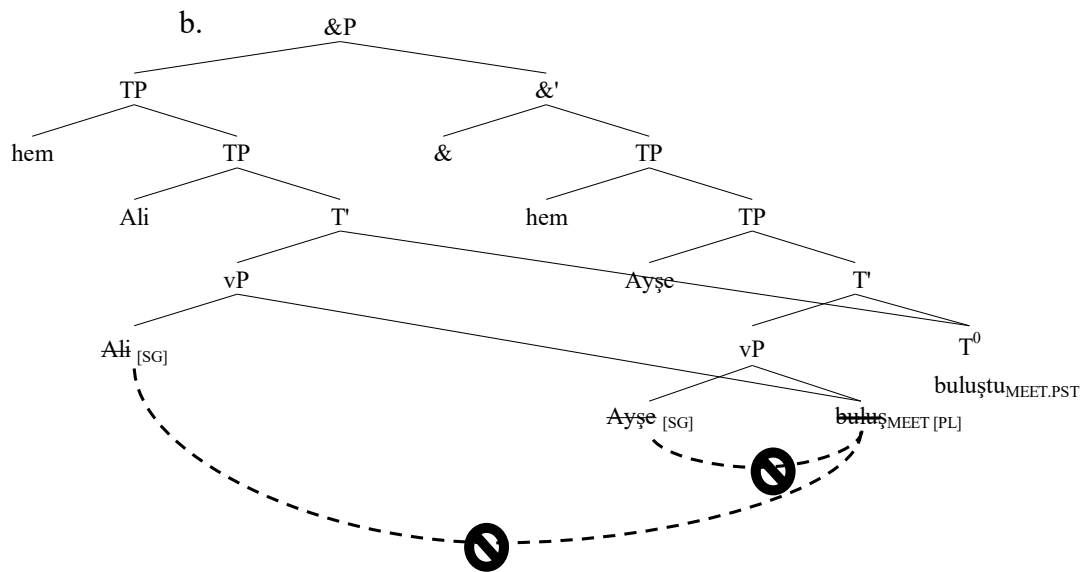 b.
&P
TP &'
hem TP & TP
Ali T' hem TP
vP Ayşe T'
Ali [SG] vP T0
buluştuMEET.PST
Ayşe [SG] buluşMEET [PL]